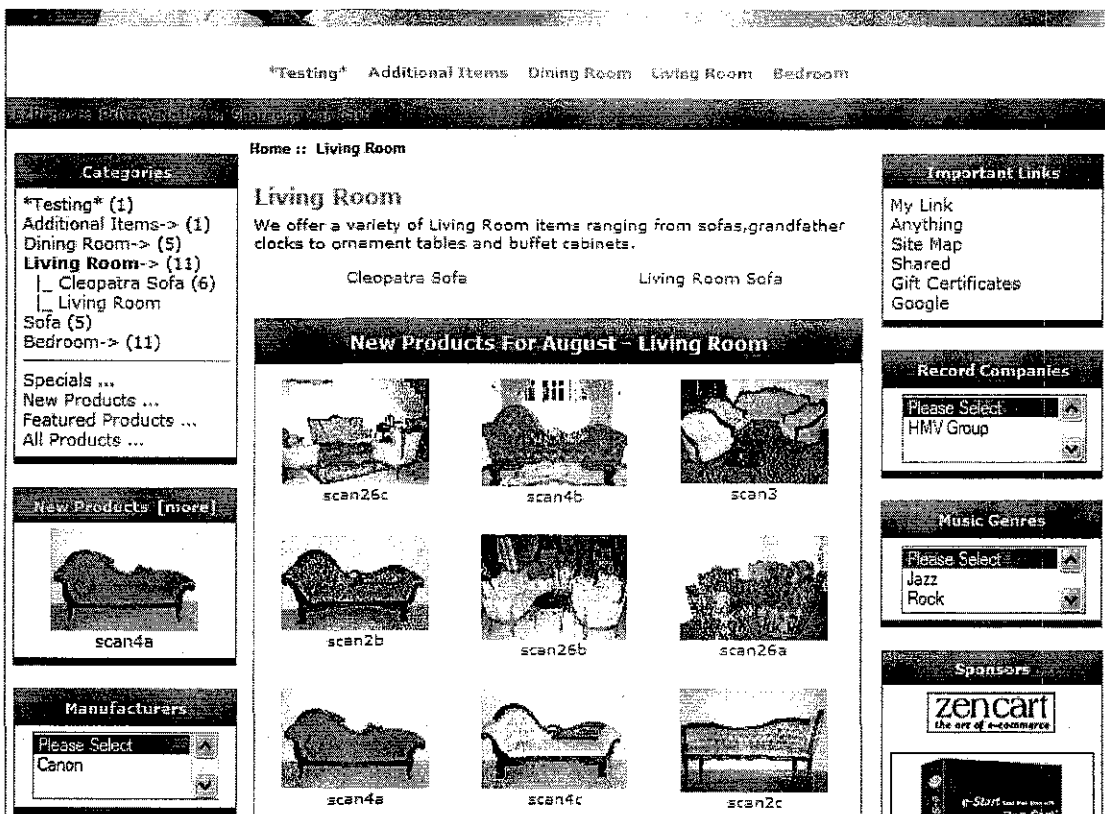 *Testing* Additional Items Dining Room Living Room Bedroom
Home :: Living Room
Categories
*Testing* (1)
Additional Items-> (1)
Dining Room-> (5)
Living Room-> (11)
|_ Cleopatra Sofa (6)
|_ Living Room
Sofa (5)
Bedroom-> (11)
Specials ...
New Products ...
Featured Products ...
All Products ...
New Products [more]
scan4a
Manufacturers
Please Select
Canon
Living Room
We offer a variety of Living Room items ranging from sofas,grandfather
clocks to ornament tables and buffet cabinets.
Cleopatra Sofa Living Room Sofa
New Products For August - Living Room
scan26c scan4b scan3
scan2b scan26b scan26a
scan4a scan4c scan2c
Important Links
My Link
Anything
Site Map
Shared
Gift Certificates
Google
Record Companies
Please Select
HMV Group
Music Genres
Please Select
Jazz
Rock
Sponsors
zen cart
the art of e-commerce
e-Start